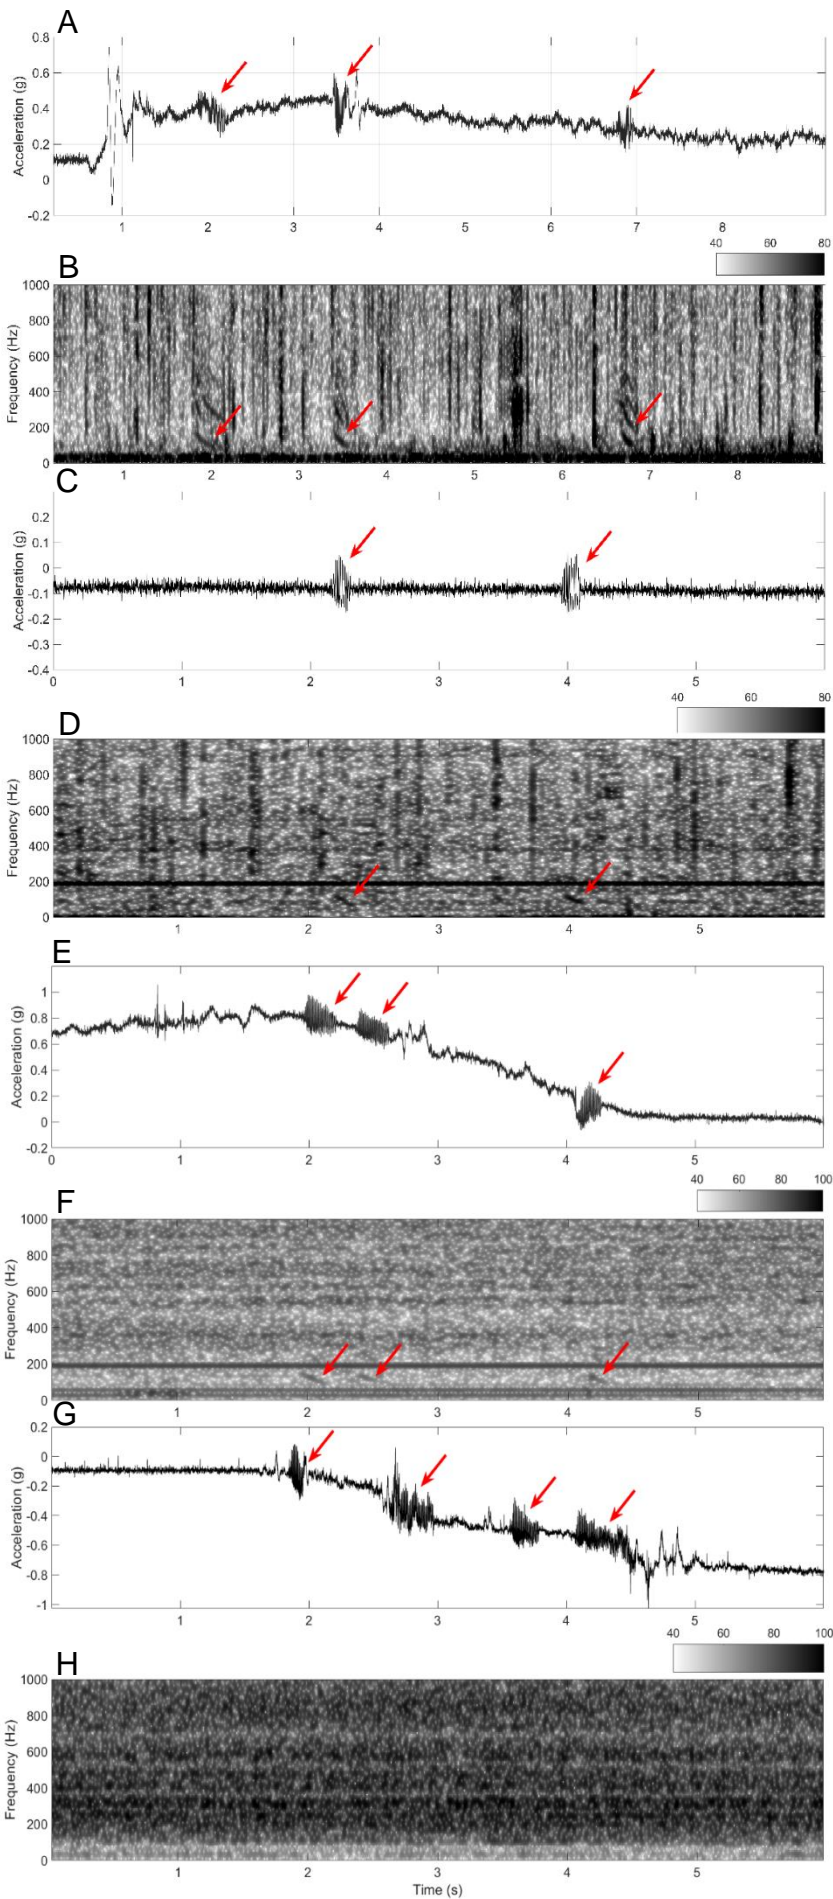 A
0.8
0.6
0.4
0.2
0
-0.2
Acceleration (g)
1 2 3 4 5 6 7 8
40 60 80
B
1000
800
600
400
200
0
Frequency (Hz)
1 2 3 4 5 6 7 8
C
0.2
0.1
0
-0.1
-0.2
-0.3
-0.4
Acceleration (g)
0 1 2 3 4 5
40 60 80
D
1000
800
600
400
200
0
Frequency (Hz)
1 2 3 4 5
E
1
0.8
0.6
0.4
0.2
0
-0.2
Acceleration (g)
0 1 2 3 4 5
40 60 80 100
F
1000
800
600
400
200
0
Frequency (Hz)
1 2 3 4 5
G
0.2
0
-0.2
-0.4
-0.6
-0.8
-1
Acceleration (g)
1 2 3 4 5
40 60 80 100
H
1000
800
600
400
200
0
Frequency (Hz)
1 2 3 4 5
Time (s)